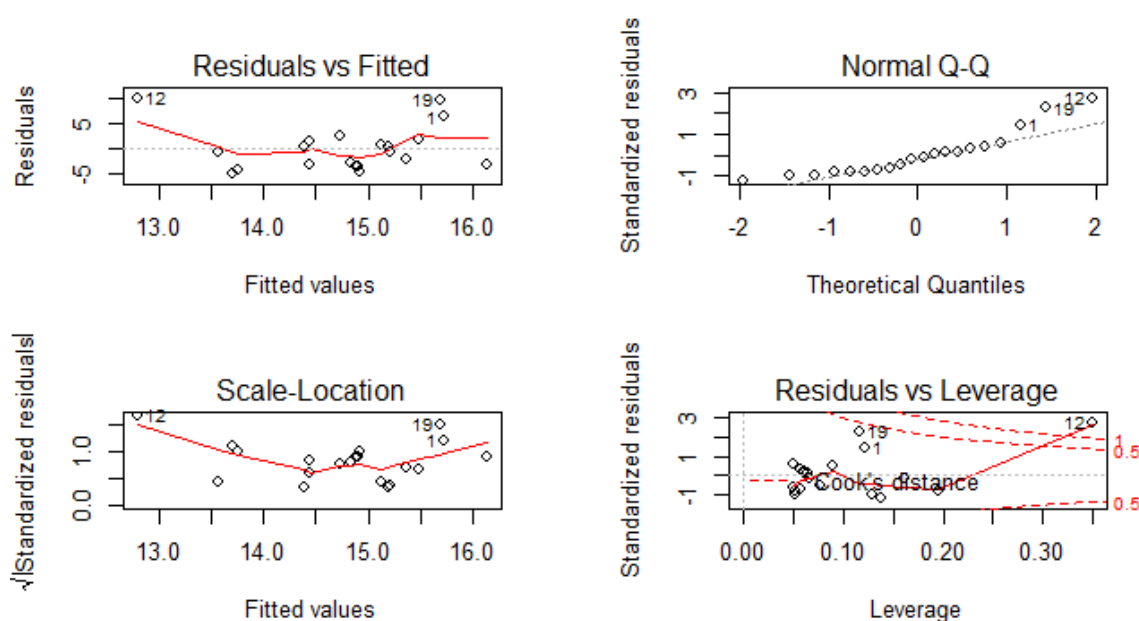 Residuals vs Fitted
Residuals
5
-5
12
19
1
13.0 14.0 15.0 16.0
Fitted values
Normal Q-Q
Standardized residuals
3
1
-1
12
19
1
-2 -1 0 1 2
Theoretical Quantiles
Scale-Location
√|Standardized residuals|
1.0
0.0
12
19
1
13.0 14.0 15.0 16.0
Fitted values
Residuals vs Leverage
Standardized residuals
3
1
-1
12
19
1
Cook's distance
1
0.5
0.5
0.00 0.10 0.20 0.30
Leverage